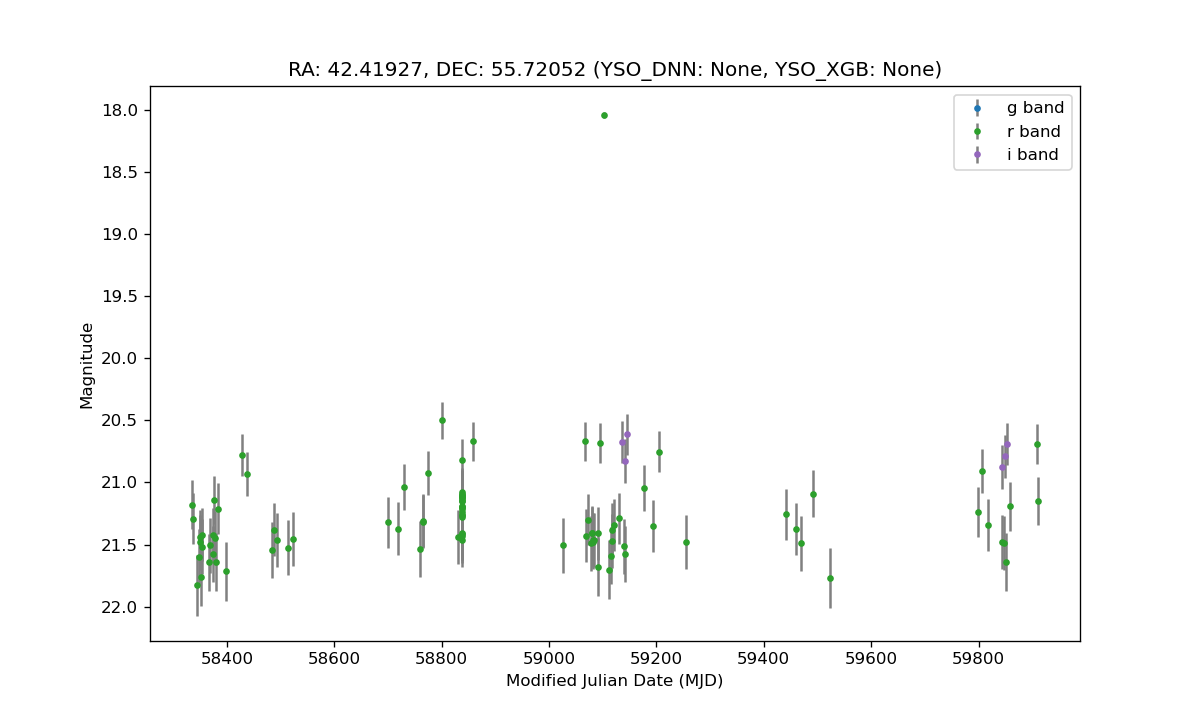 RA: 42.41927, DEC: 55.72052 (YSO_DNN: None, YSO_XGB: None)
g band
r band
i band
Magnitude
18.0
18.5
19.0
19.5
20.0
20.5
21.0
21.5
22.0
58400 58600 58800 59000 59200 59400 59600 59800
Modified Julian Date (MJD)